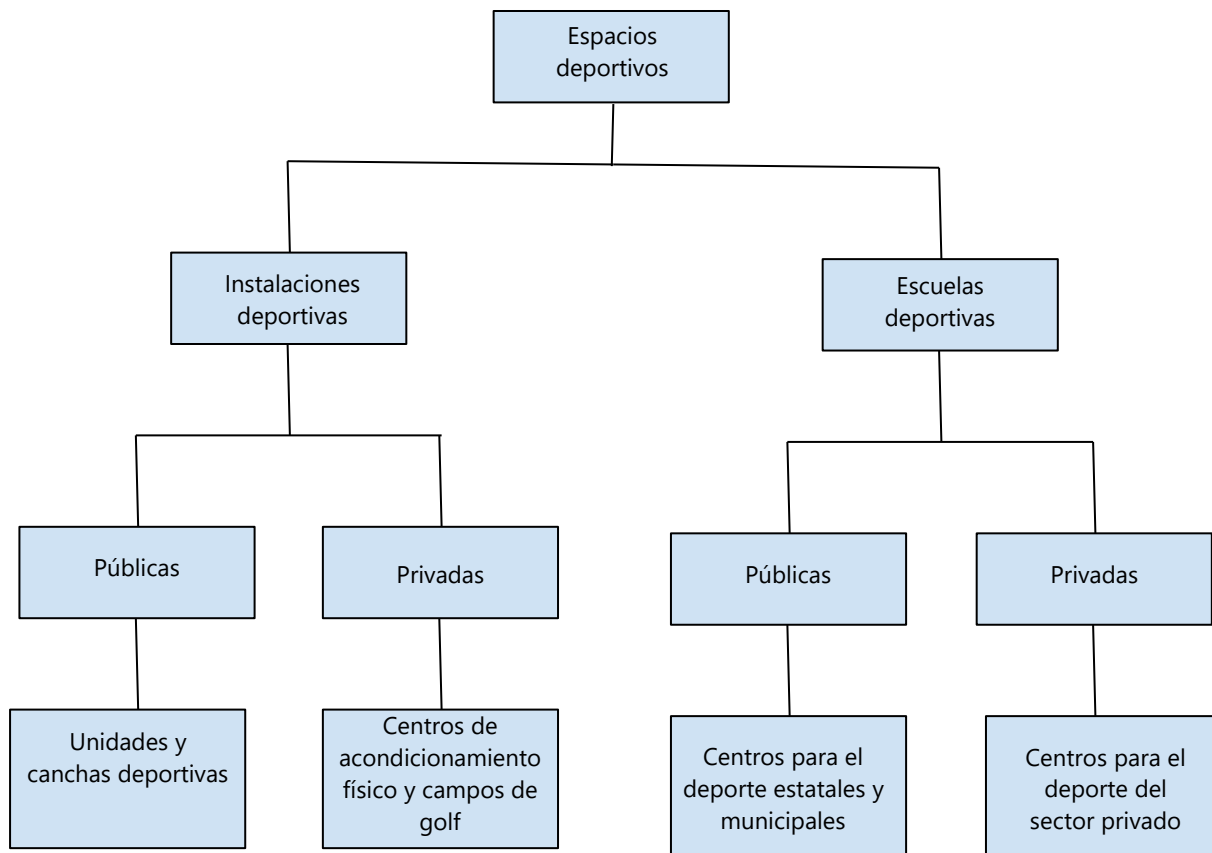 Espacios
deportivos
Instalaciones
deportivas
Escuelas
deportivas
Públicas
Privadas
Públicas
Privadas
Unidades y
canchas deportivas
Centros de
acondicionamiento
físico y campos de
golf
Centros para el
deporte estatales y
municipales
Centros para el
deporte del
sector privado